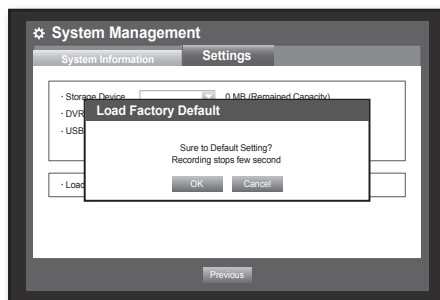 System Management
System Information Settings
· Storage Device 0 MB (Remained Capacity)
· DVR
· USB
Load Factory Default
Sure to Default Setting?
Recording stops few second
OK Cancel
· Load
Previous